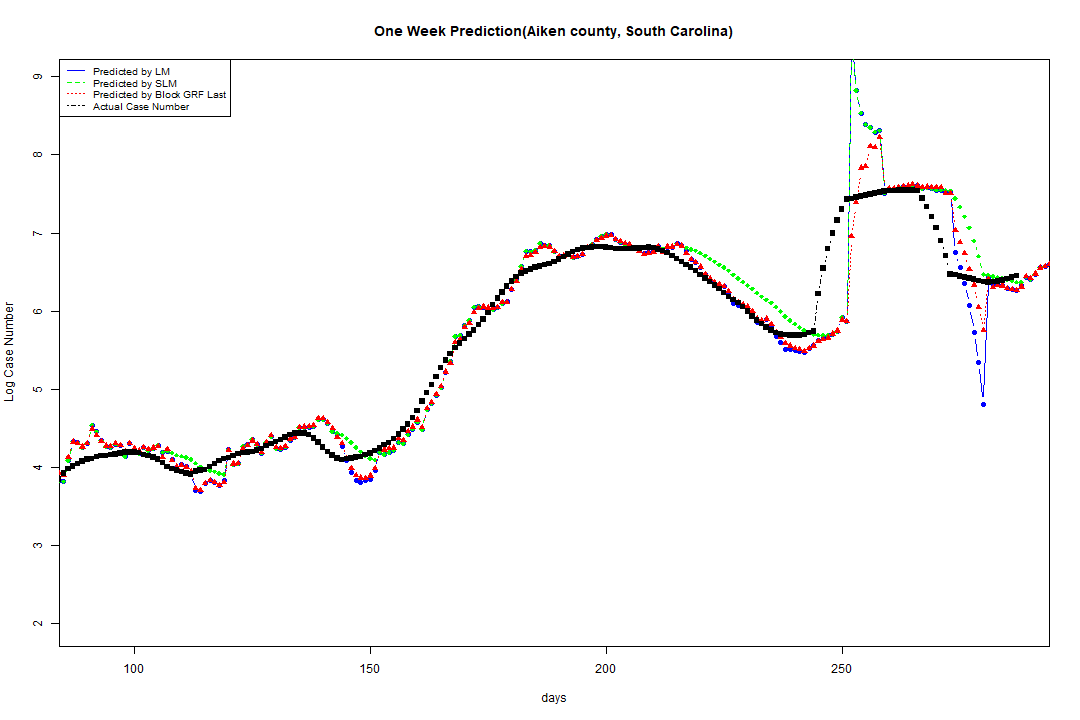 One Week Prediction(Aiken county, South Carolina)
Predicted by LM
Predicted by SLM
Predicted by Block GRF Last
Actual Case Number
9
8
7
6
5
4
3
2
Log Case Number
100 150 200 250
days